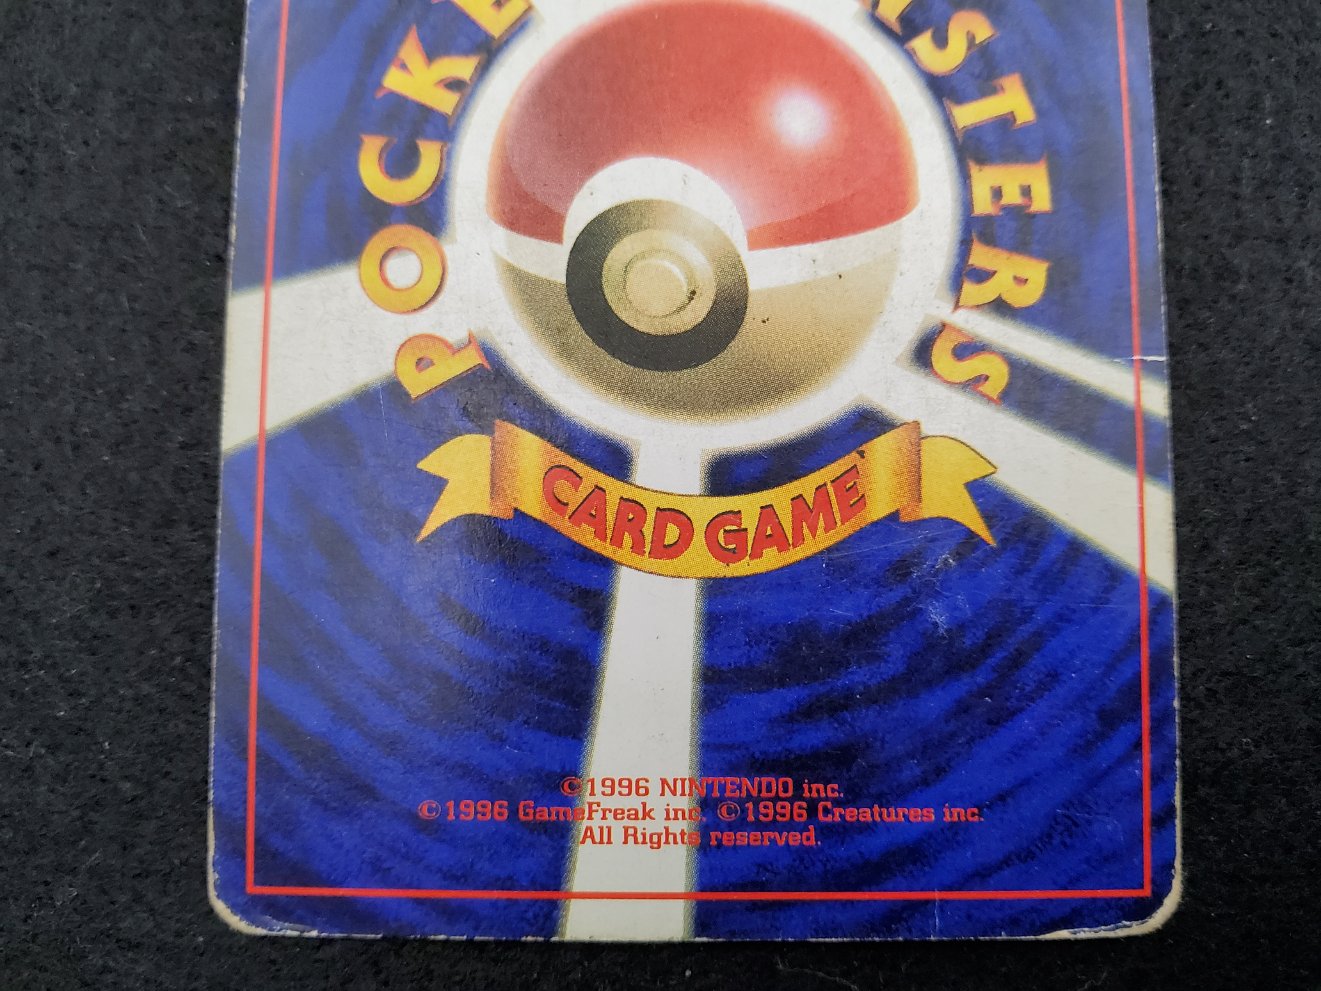 POCKE
STERS
CARD GAME
©1996 NINTENDO inc.
©1996 GameFreak inc. ©1996 Creatures inc.
All Rights reserved.